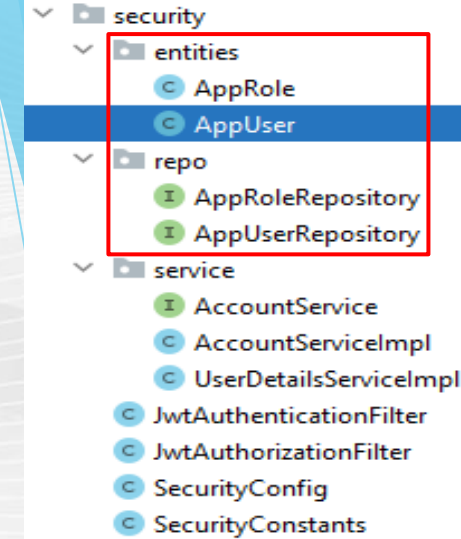 security
entities
C AppRole
C AppUser
repo
I AppRoleRepository
I AppUserRepository
service
I AccountService
C AccountServiceImpl
C UserDetailsServiceImpl
C JwtAuthenticationFilter
C JwtAuthorizationFilter
C SecurityConfig
C SecurityConstants